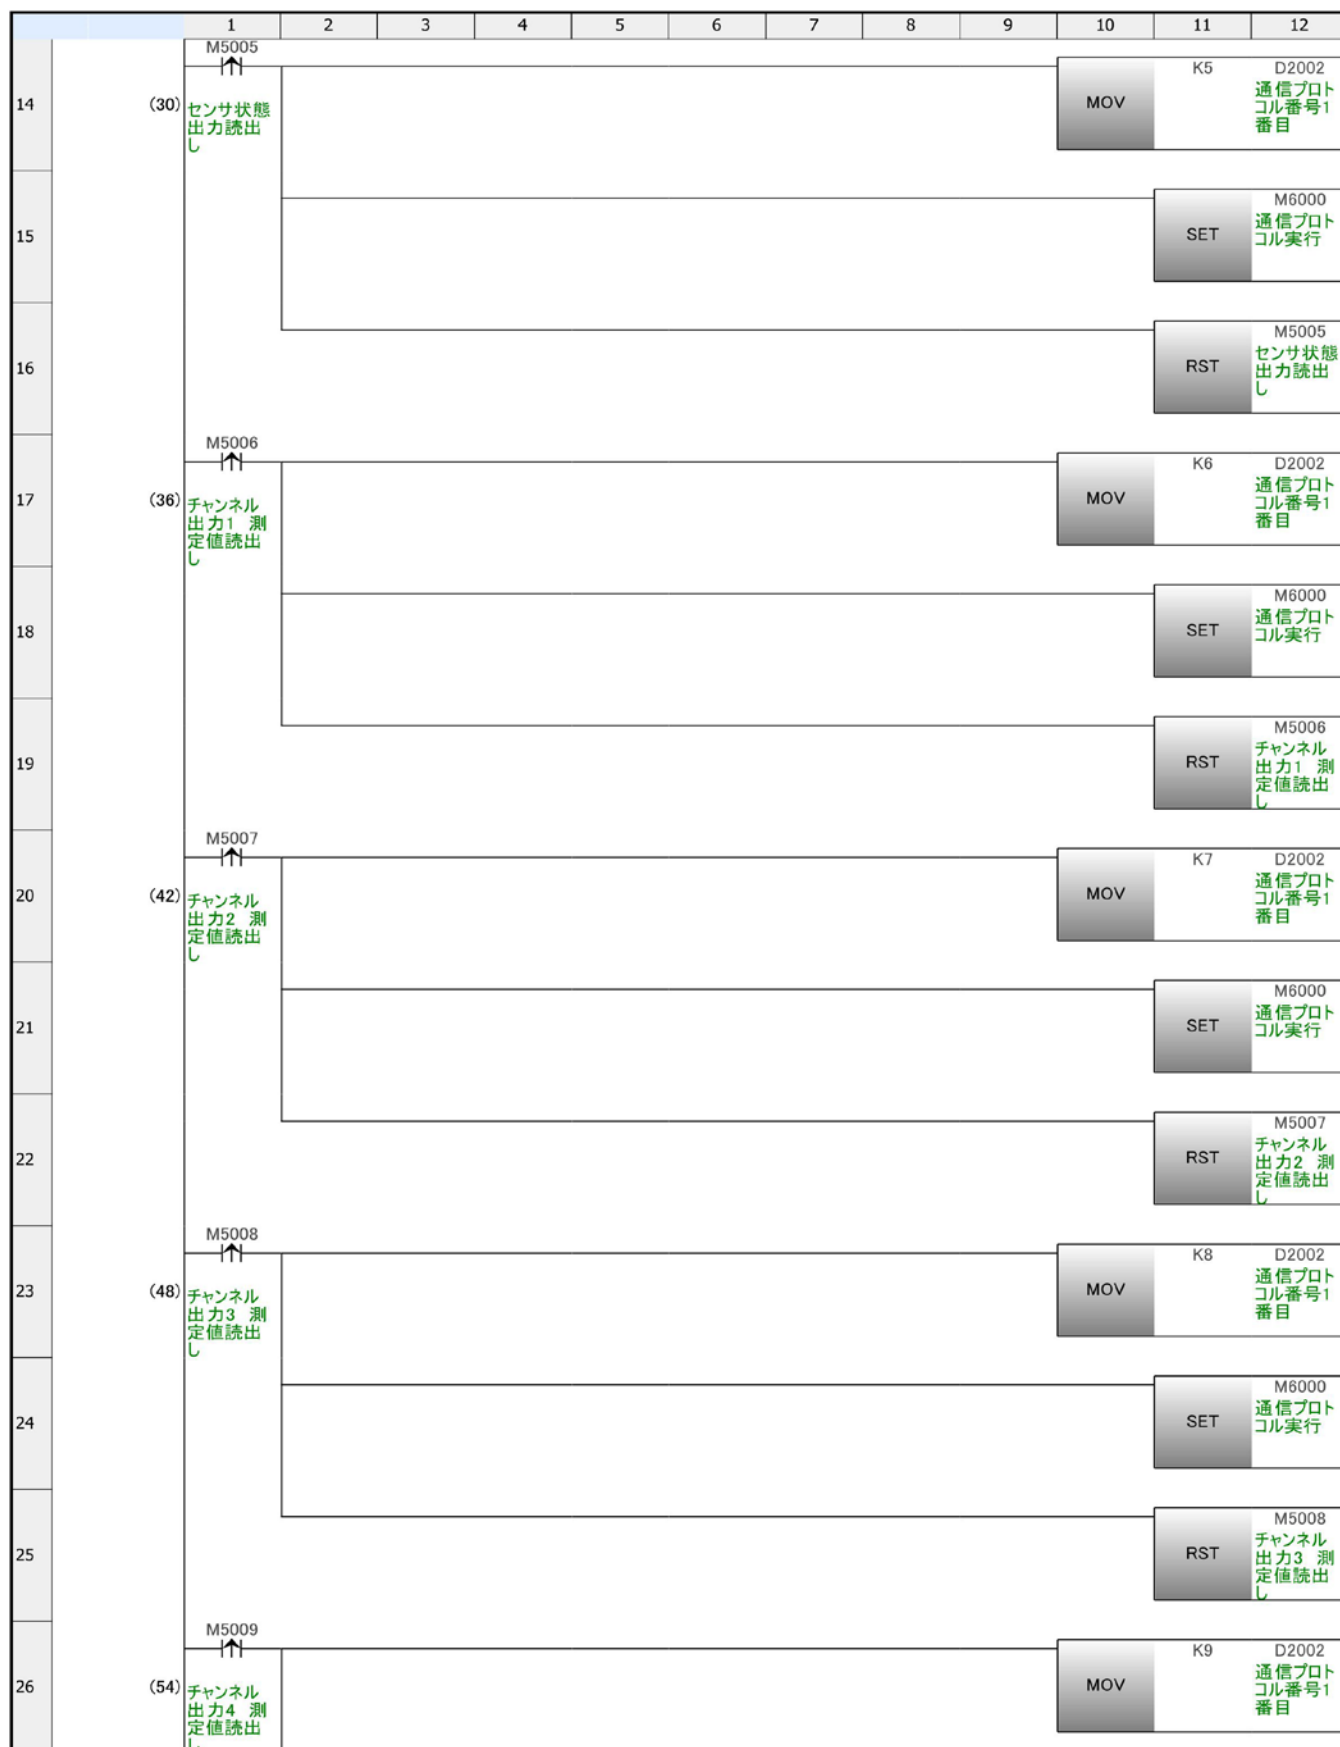 1 2 3 4 5 6 7 8 9 10 11 12
M5005
K5 D2002
14 (30) センサ状態
出力読出
し
MOV 通信プロト
コル番号1
番目
M6000
15 SET 通信プロト
コル実行
M5005
16 RST センサ状態
出力読出
し
M5006
K6 D2002
17 (36) チャンネル
出力1 測
定値読出
し
MOV 通信プロト
コル番号1
番目
M6000
18 SET 通信プロト
コル実行
M5006
19 RST チャンネル
出力1 測
定値読出
し
M5007
K7 D2002
20 (42) チャンネル
出力2 測
定値読出
し
MOV 通信プロト
コル番号1
番目
M6000
21 SET 通信プロト
コル実行
M5007
22 RST チャンネル
出力2 測
定値読出
し
M5008
K8 D2002
23 (48) チャンネル
出力3 測
定値読出
し
MOV 通信プロト
コル番号1
番目
M6000
24 SET 通信プロト
コル実行
M5008
25 RST チャンネル
出力3 測
定値読出
し
M5009
K9 D2002
26 (54) チャンネル
出力4 測
定値読出
し
MOV 通信プロト
コル番号1
番目